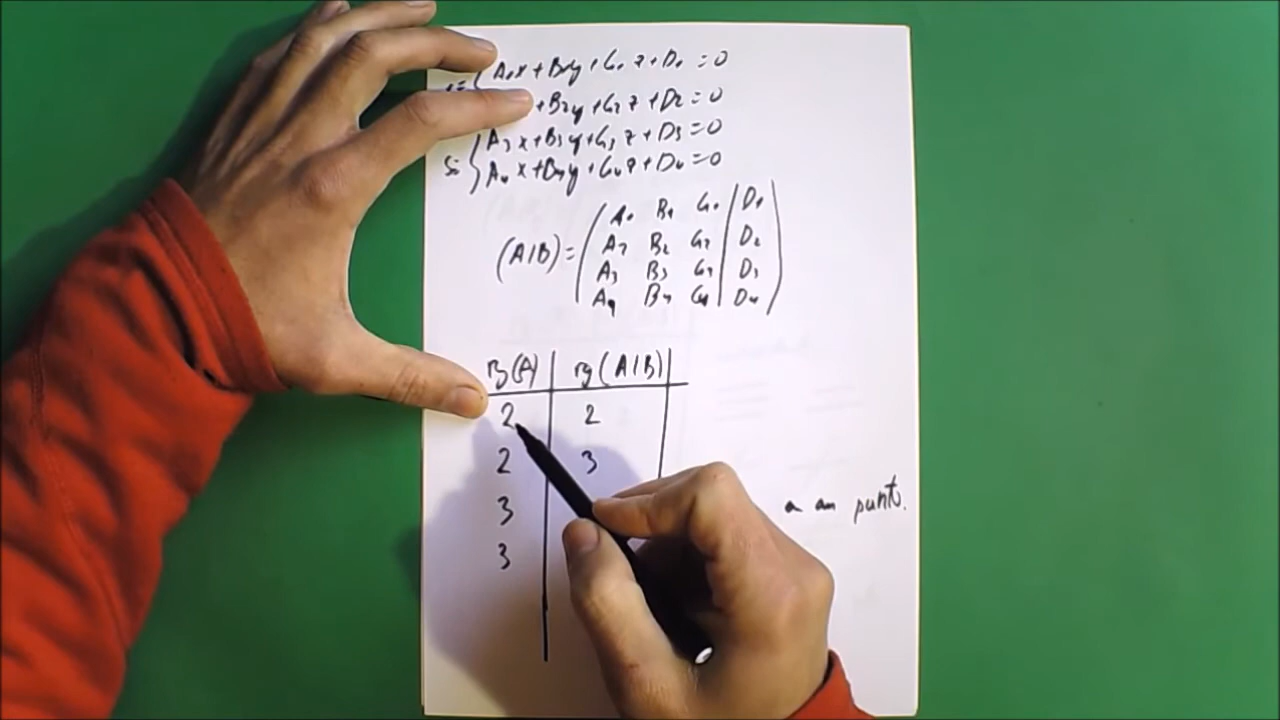 A₁x + B₁y + C₁z + D₁ = 0
+ B₂y + C₂z + D₂ = 0
A₃x + B₃y + C₃z + D₃ = 0
S: A₄x + B₄y + C₄z + D₄ = 0
A₁ B₁ C₁ | D₁
(A/B) = A₂ B₂ C₂ | D₂
A₃ B₃ C₃ | D₃
A₄ B₄ C₄ | D₄
rg(A) | rg(A/B)
2 | 2
2 | 3
3 punto.
3